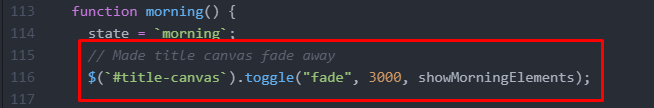 113 function morning() {
114 state = `morning`;
115 // Made title canvas fade away
116 $(`#title-canvas`).toggle("fade", 3000, showMorningElements);
117